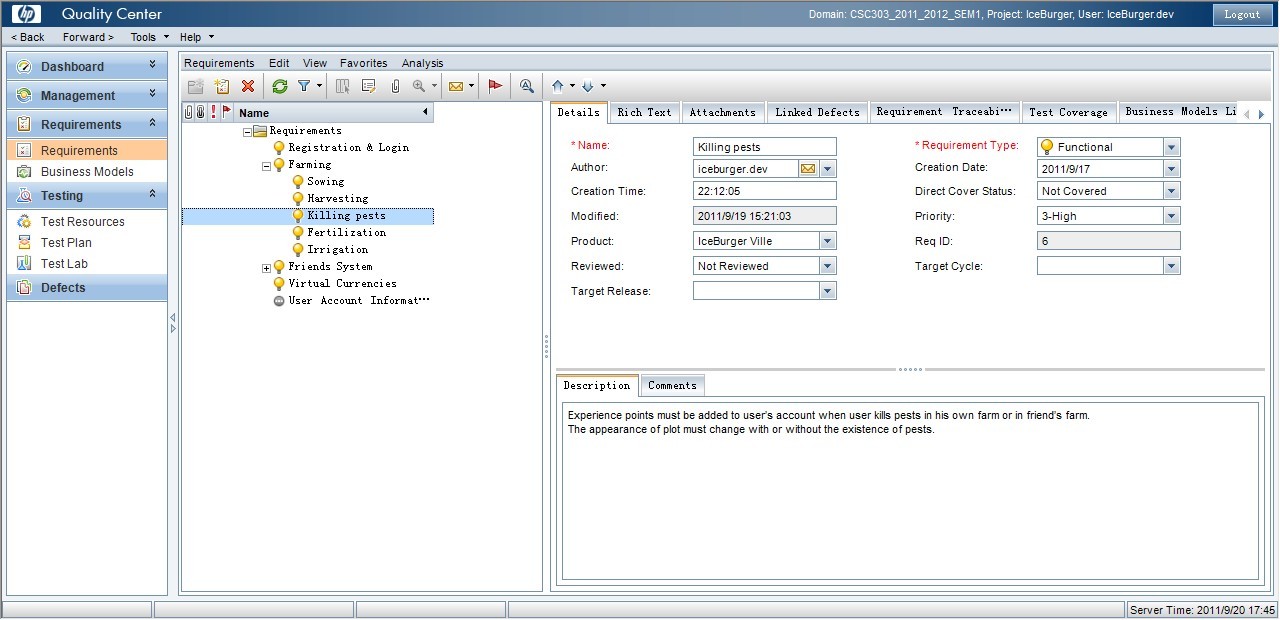 hp Quality Center
Domain: CSC303_2011_2012_SEM1, Project: IceBurger, User: IceBurger.dev
Logout
< Back Forward > Tools Help
Dashboard
Management
Requirements
Requirements
Business Models
Testing
Test Resources
Test Plan
Test Lab
Defects
Requirements Edit View Favorites Analysis
Name
Requirements
Registration & Login
Farming
Sowing
Harvesting
Killing pests
Fertilization
Irrigation
Friends System
Virtual Currencies
User Account Informat···
Details Rich Text Attachments Linked Defects Requirement Traceabi··· Test Coverage Business Models Li
* Name: Killing pests * Requirement Type: Functional
Author: iceburger.dev Creation Date: 2011/9/17
Creation Time: 22:12:05 Direct Cover Status: Not Covered
Modified: 2011/9/19 15:21:03 Priority: 3-High
Product: IceBurger Ville Req ID: 6
Reviewed: Not Reviewed Target Cycle:
Target Release:
Description Comments
Experience points must be added to user's account when user kills pests in his own farm or in friend's farm.
The appearance of plot must change with or without the existence of pests.
Server Time: 2011/9/20 17:45